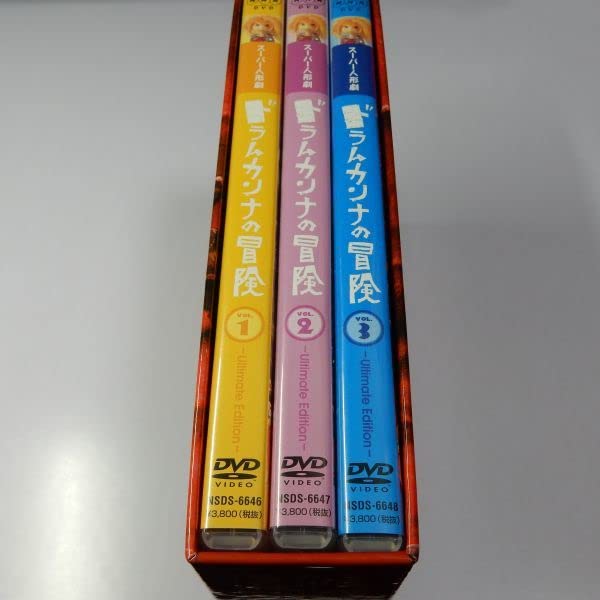 スーパー人形劇
ドラムカンナの冒険
VOL.
1
-Ultimate Edition-
DVD
VIDEO
NSDS-6646
¥3,800(税抜)
スーパー人形劇
ドラムカンナの冒険
VOL.
2
-Ultimate Edition-
DVD
VIDEO
NSDS-6647
¥3,800(税抜)
スーパー人形劇
ドラムカンナの冒険
VOL.
3
-Ultimate Edition-
DVD
VIDEO
NSDS-6648
¥3,800(税抜)